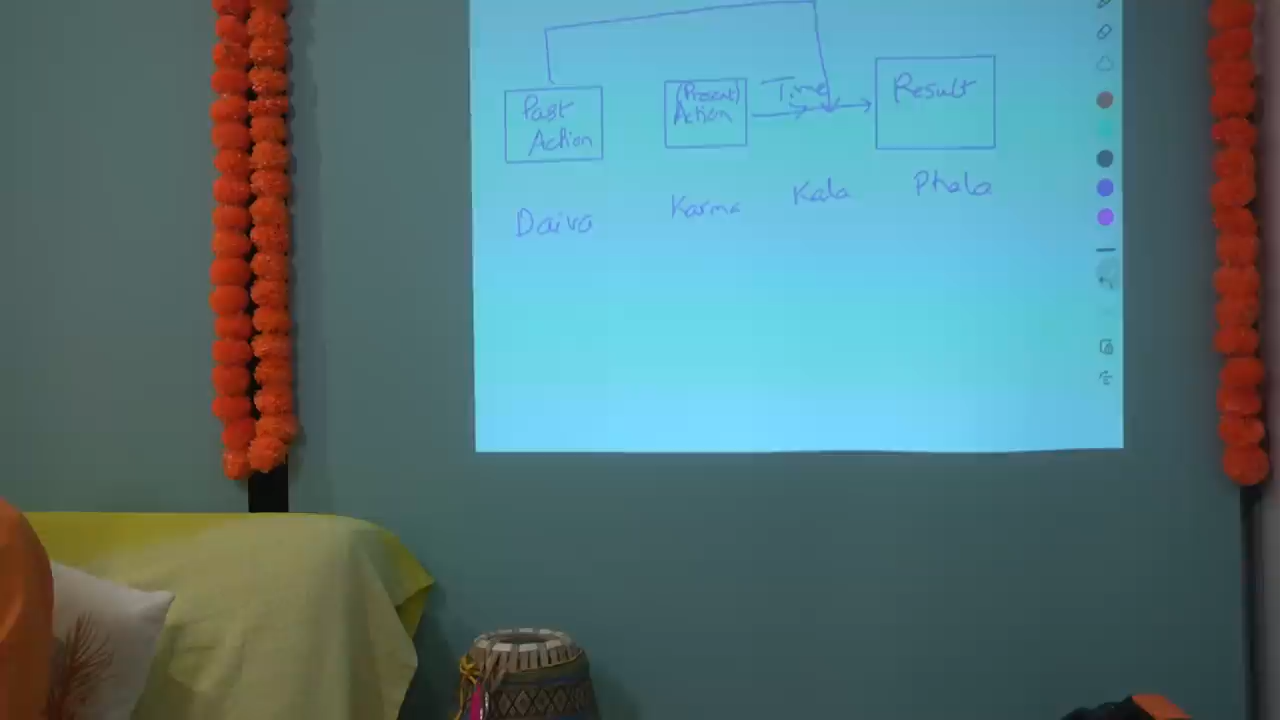 Past
Action
(Present)
Action
Time
Result
Daiva
Karma
Kala
Phala